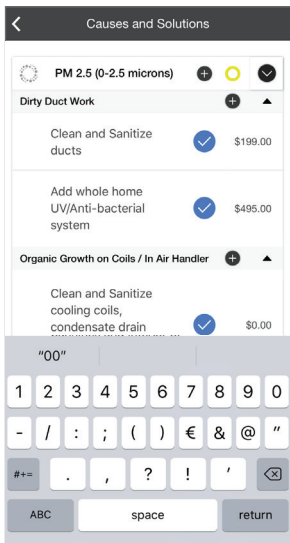 Causes and Solutions
PM 2.5 (0-2.5 microns)
Dirty Duct Work
Clean and Sanitize
ducts
$199.00
Add whole home
UV/Anti-bacterial
system
$495.00
Organic Growth on Coils / In Air Handler
Clean and Sanitize
cooling coils,
condensate drain
$0.00
"00"
1 2 3 4 5 6 7 8 9 0
- / : ; ( ) € & @ "
#+= . , ? ! '
ABC space return